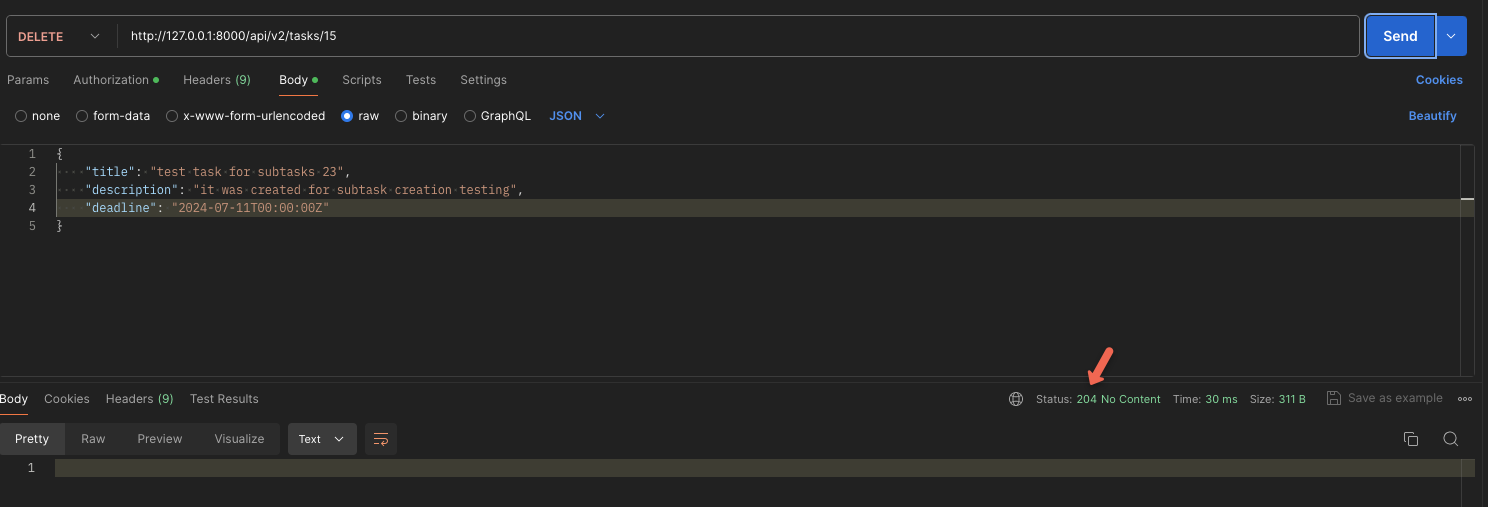 DELETE http://127.0.0.1:8000/api/v2/tasks/15 Send
Params Authorization Headers (9) Body Scripts Tests Settings Cookies
none form-data x-www-form-urlencoded raw binary GraphQL JSON Beautify
1 {
2 "title": "test task for subtasks 23",
3 "description": "it was created for subtask creation testing",
4 "deadline": "2024-07-11T00:00:00Z"
5 }
Body Cookies Headers (9) Test Results Status: 204 No Content Time: 30 ms Size: 311 B Save as example
Pretty Raw Preview Visualize Text
1